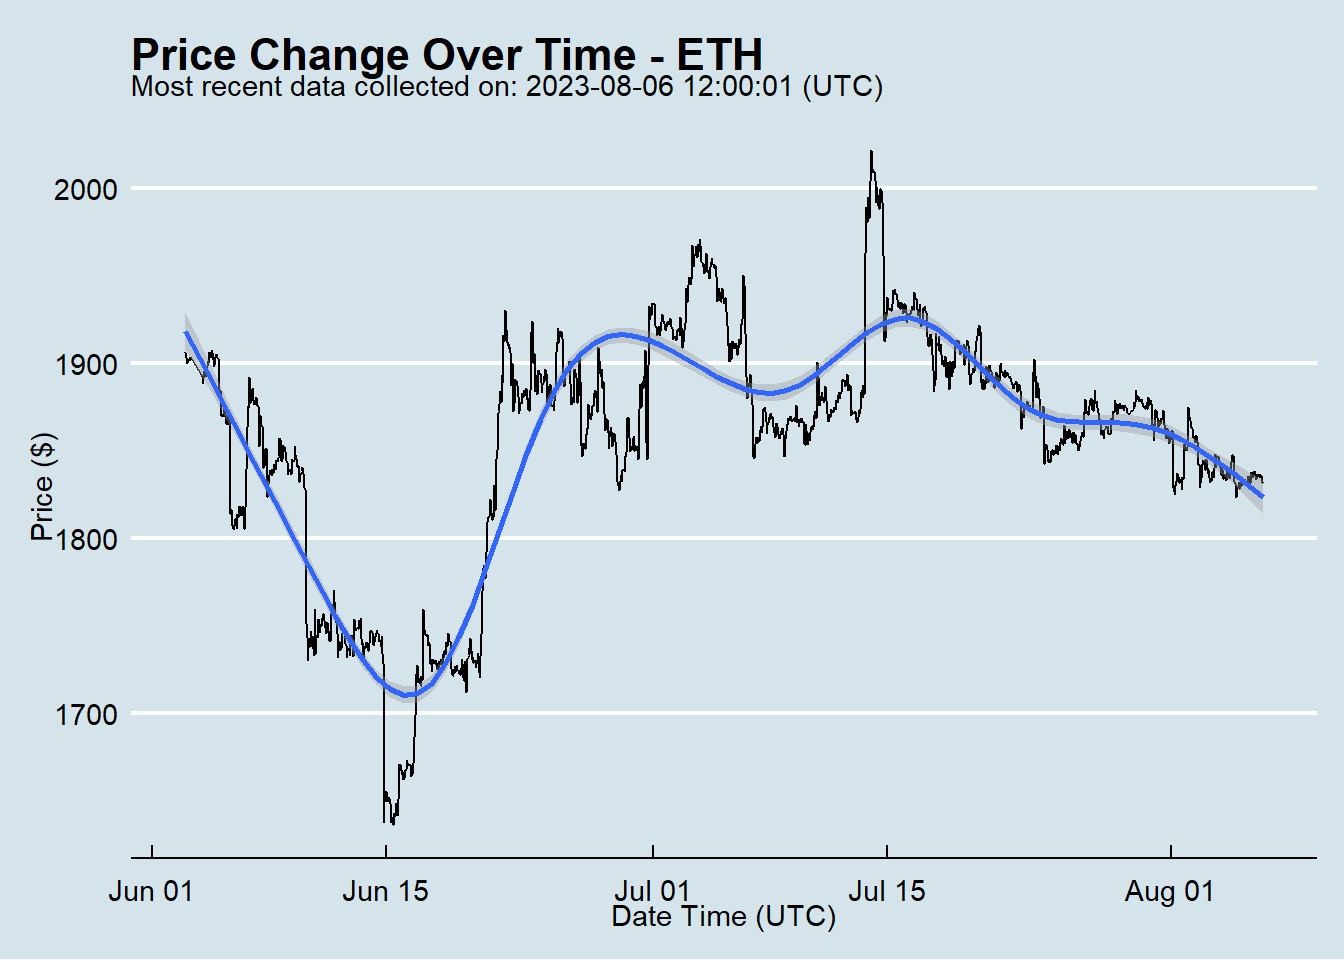 Price Change Over Time - ETH
Most recent data collected on: 2023-08-06 12:00:01 (UTC)
2000
1900
1800
1700
Price ($)
Jun 01
Jun 15
Jul 01
Jul 15
Aug 01
Date Time (UTC)